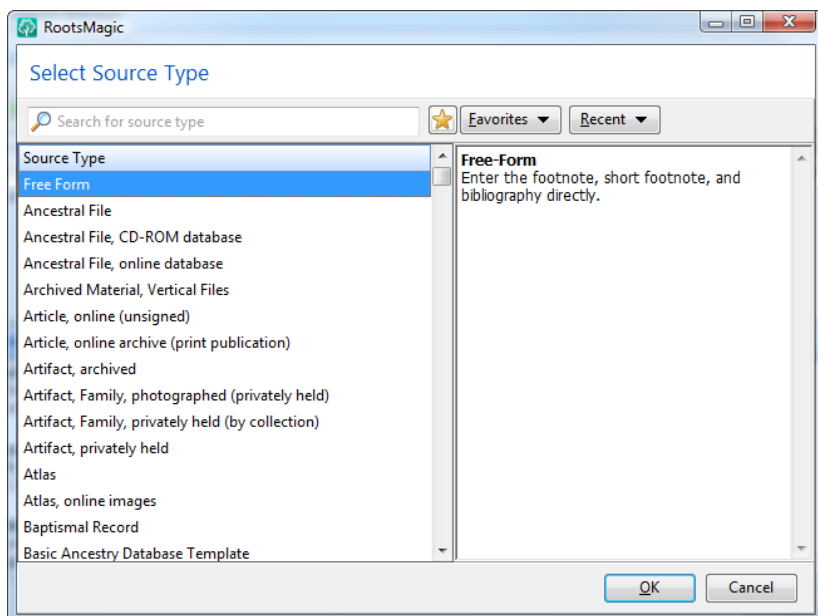 RootsMagic
Select Source Type
Search for source type
Favorites
Recent
Source Type
Free Form
Ancestral File
Ancestral File, CD-ROM database
Ancestral File, online database
Archived Material, Vertical Files
Article, online (unsigned)
Article, online archive (print publication)
Artifact, archived
Artifact, Family, photographed (privately held)
Artifact, Family, privately held (by collection)
Artifact, privately held
Atlas
Atlas, online images
Baptismal Record
Basic Ancestry Database Template
Free-Form
Enter the footnote, short footnote, and
bibliography directly.
OK
Cancel